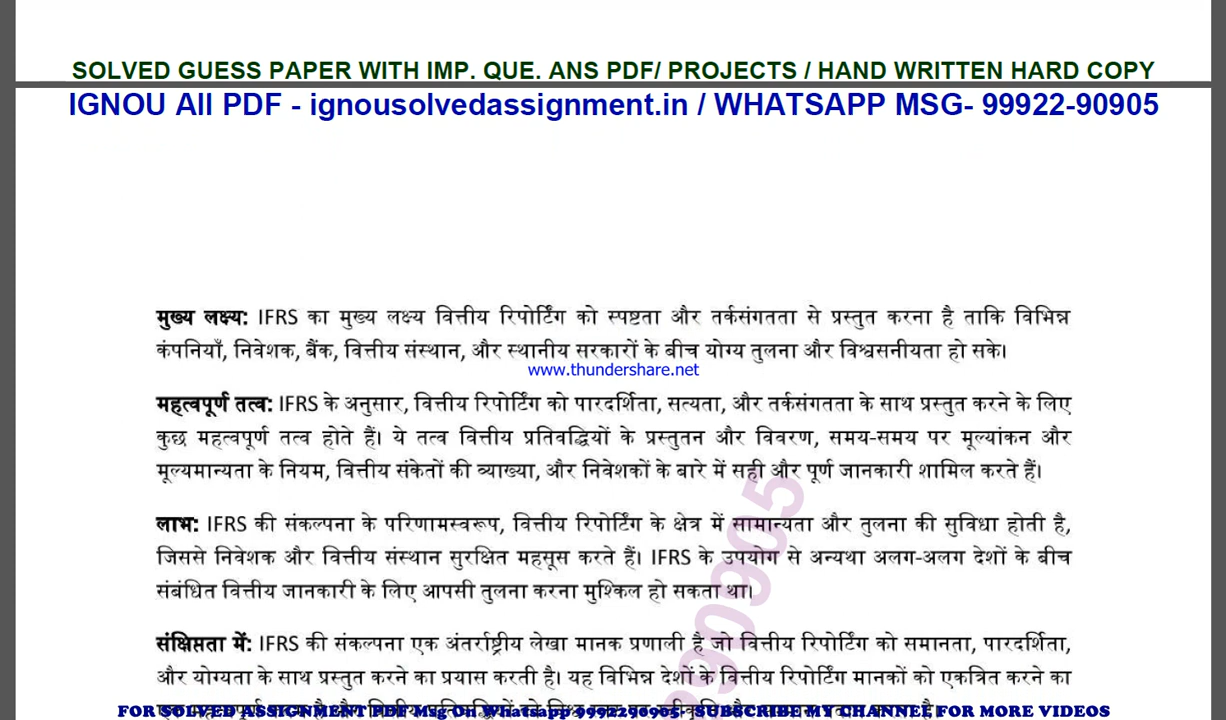 SOLVED GUESS PAPER WITH IMP. QUE. ANS PDF/ PROJECTS / HAND WRITTEN HARD COPY
IGNOU All PDF - ignousolvedassignment.in / WHATSAPP MSG- 99922-90905
मुख्य लक्ष्य: IFRS का मुख्य लक्ष्य वित्तीय रिपोर्टिंग को स्पष्टता और तर्कसंगतता से प्रस्तुत करना है ताकि विभिन्न
कंपनियाँ, निवेशक, बैंक, वित्तीय संस्थान, और स्थानीय सरकारों के बीच योग्य तुलना और विश्वसनीयता हो सके।
www.thundershare.net
महत्वपूर्ण तत्व: IFRS के अनुसार, वित्तीय रिपोर्टिंग को पारदर्शिता, सत्यता, और तर्कसंगतता के साथ प्रस्तुत करने के लिए
कुछ महत्वपूर्ण तत्व होते हैं। ये तत्व वित्तीय प्रतिवद्धियों के प्रस्तुतन और विवरण, समय-समय पर मूल्यांकन और
मूल्यमान्यता के नियम, वित्तीय संकेतों की व्याख्या, और निवेशकों के बारे में सही और पूर्ण जानकारी शामिल करते हैं।
लाभ: IFRS की संकल्पना के परिणामस्वरूप, वित्तीय रिपोर्टिंग के क्षेत्र में सामान्यता और तुलना की सुविधा होती है,
जिससे निवेशक और वित्तीय संस्थान सुरक्षित महसूस करते हैं। IFRS के उपयोग से अन्यथा अलग-अलग देशों के बीच
संबंधित वित्तीय जानकारी के लिए आपसी तुलना करना मुश्किल हो सकता था।
संक्षिप्तता में: IFRS की संकल्पना एक अंतर्राष्ट्रीय लेखा मानक प्रणाली है जो वित्तीय रिपोर्टिंग को समानता, पारदर्शिता,
और योग्यता के साथ प्रस्तुत करने का प्रयास करती है। यह विभिन्न देशों के वित्तीय रिपोर्टिंग मानकों को एकत्रित करने का
FOR SOLVED ASSIGNMENT PDF Msg On Whatsapp 9992290905- SUBSCRIBE MY CHANNEL FOR MORE VIDEOS
90905